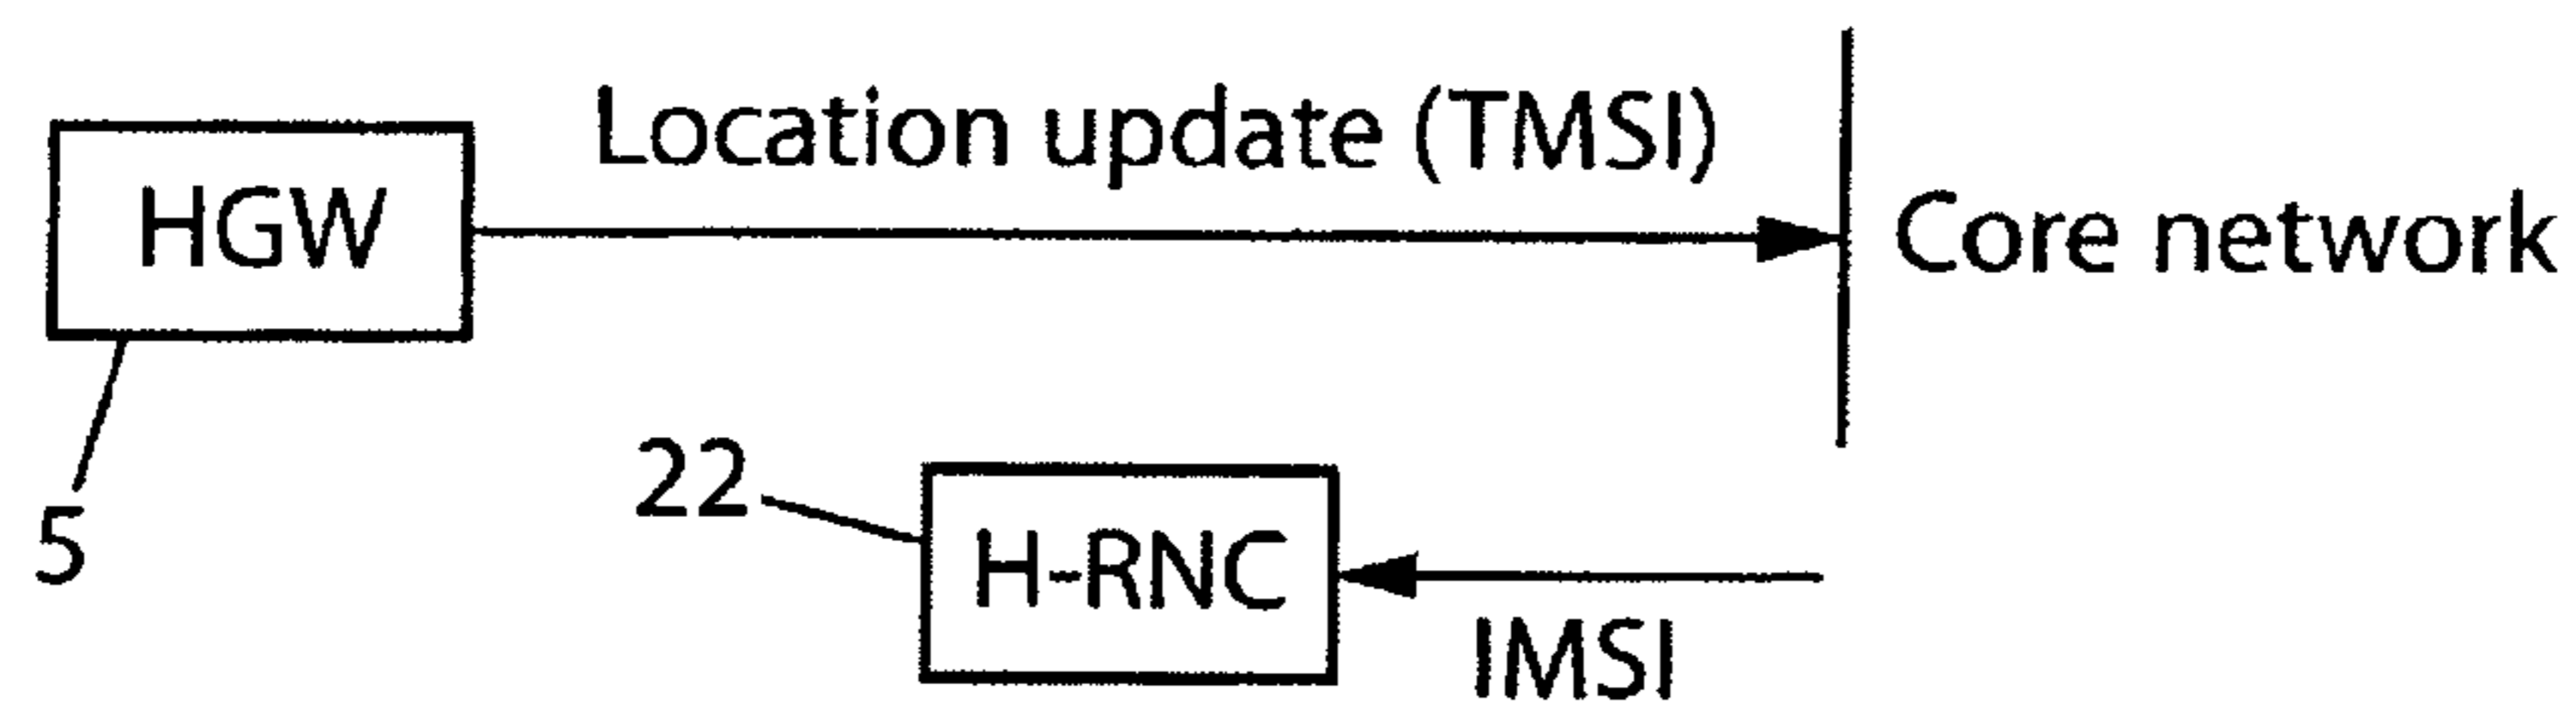 Location update (TMSI)
HGW
Core network
5
22
H-RNC
IMSI